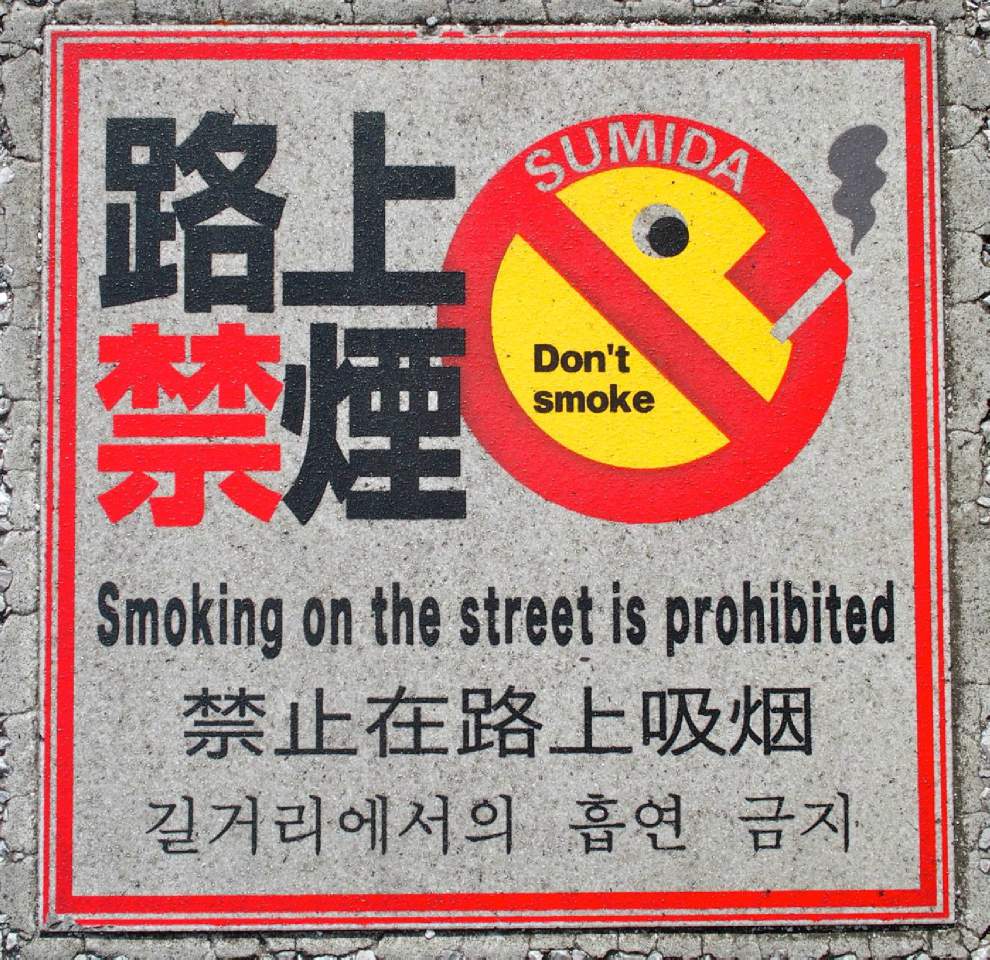 路上
禁煙
SUMIDA
Don't
smoke
Smoking on the street is prohibited
禁止在路上吸烟
길거리에서의 흡연 금지